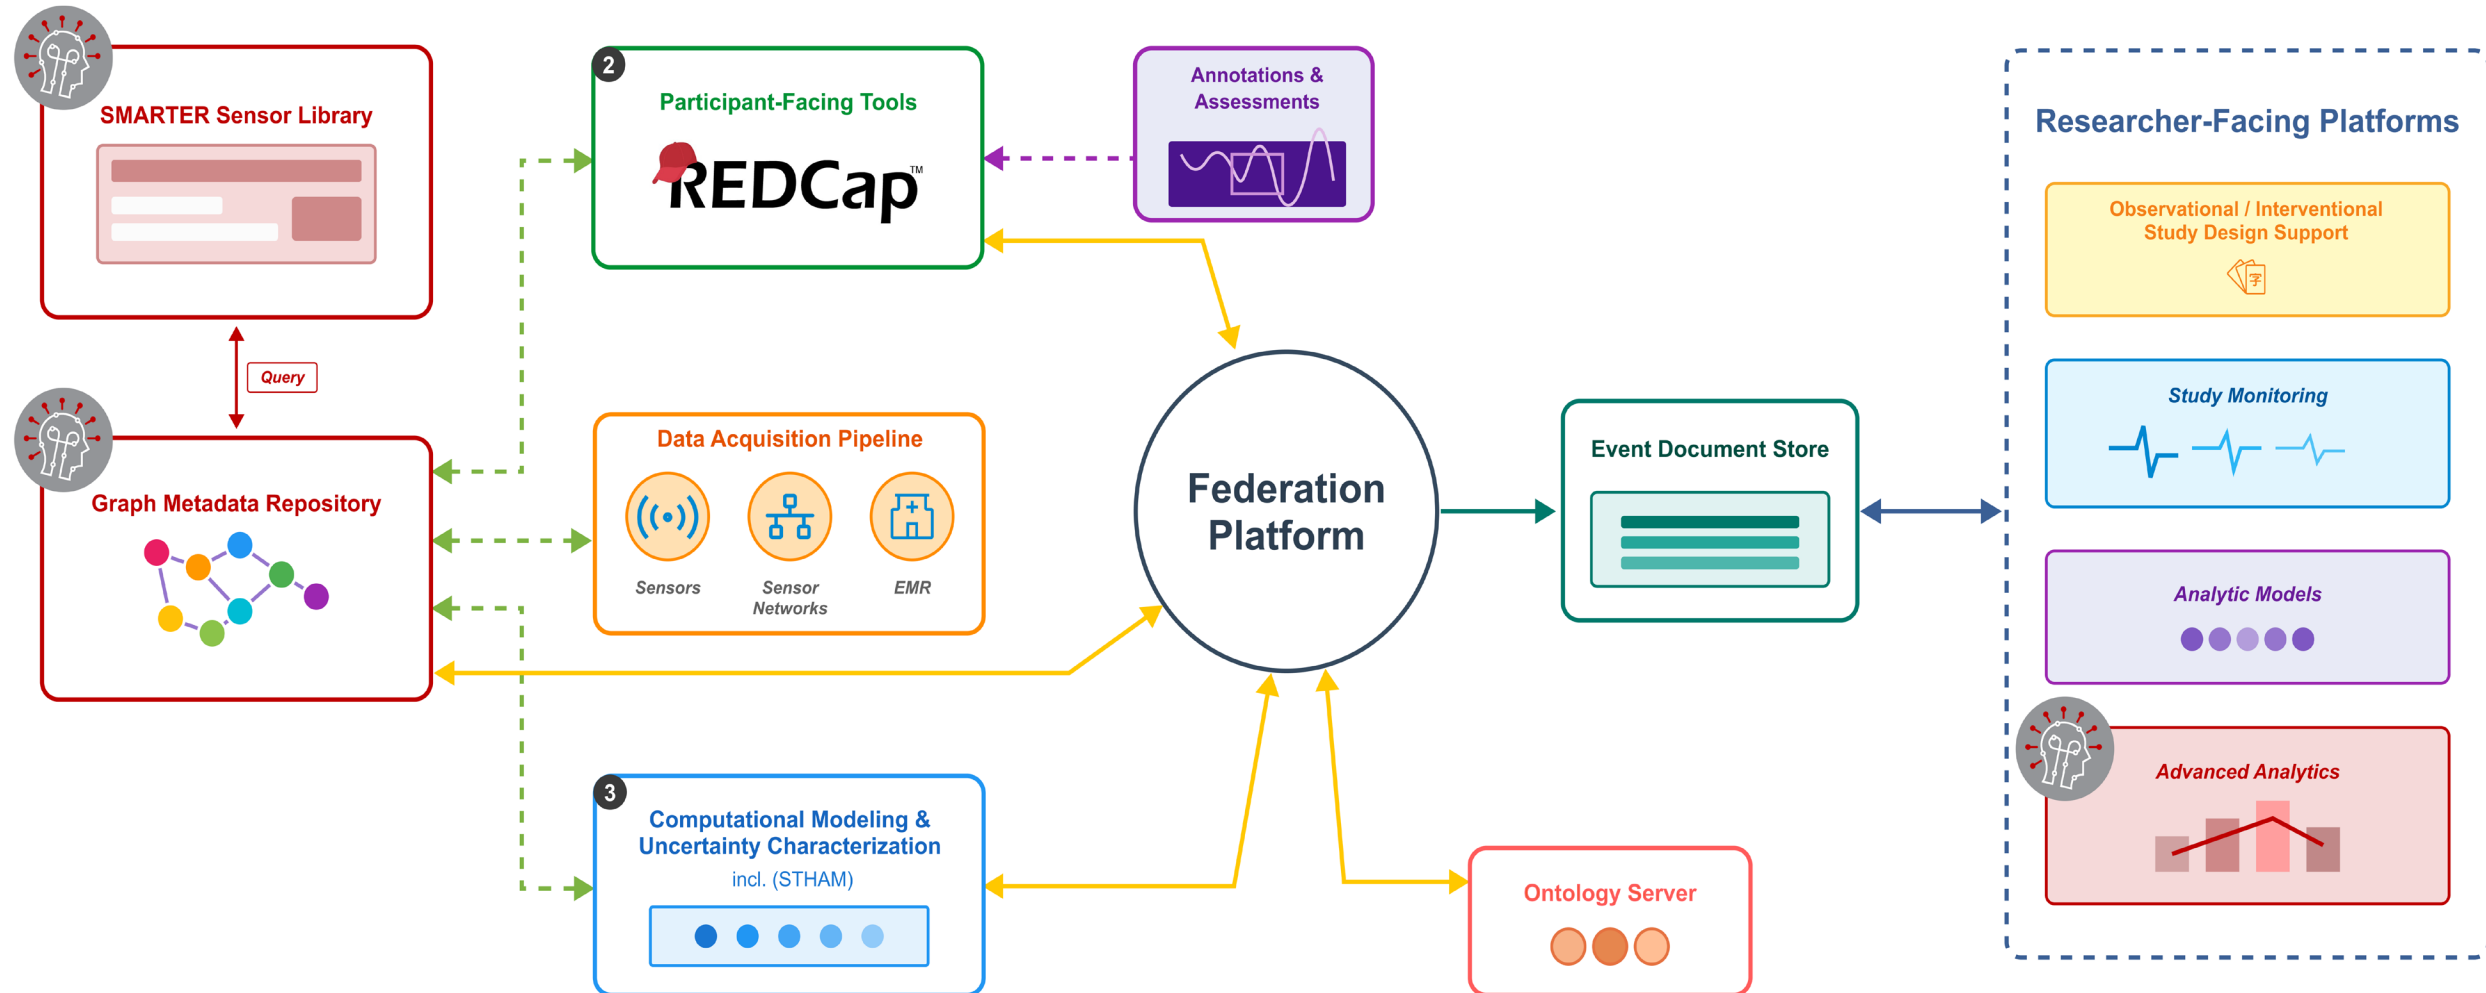 SMARTER Sensor Library
Query
Graph Metadata Repository
2
Participant-Facing Tools
REDCap™
Annotations &
Assessments
Data Acquisition Pipeline
Sensors
Sensor
Networks
EMR
3
Computational Modeling &
Uncertainty Characterization
incl. (STHAM)
Federation
Platform
Event Document Store
Ontology Server
Researcher-Facing Platforms
Observational / Interventional
Study Design Support
字
Study Monitoring
Analytic Models
Advanced Analytics